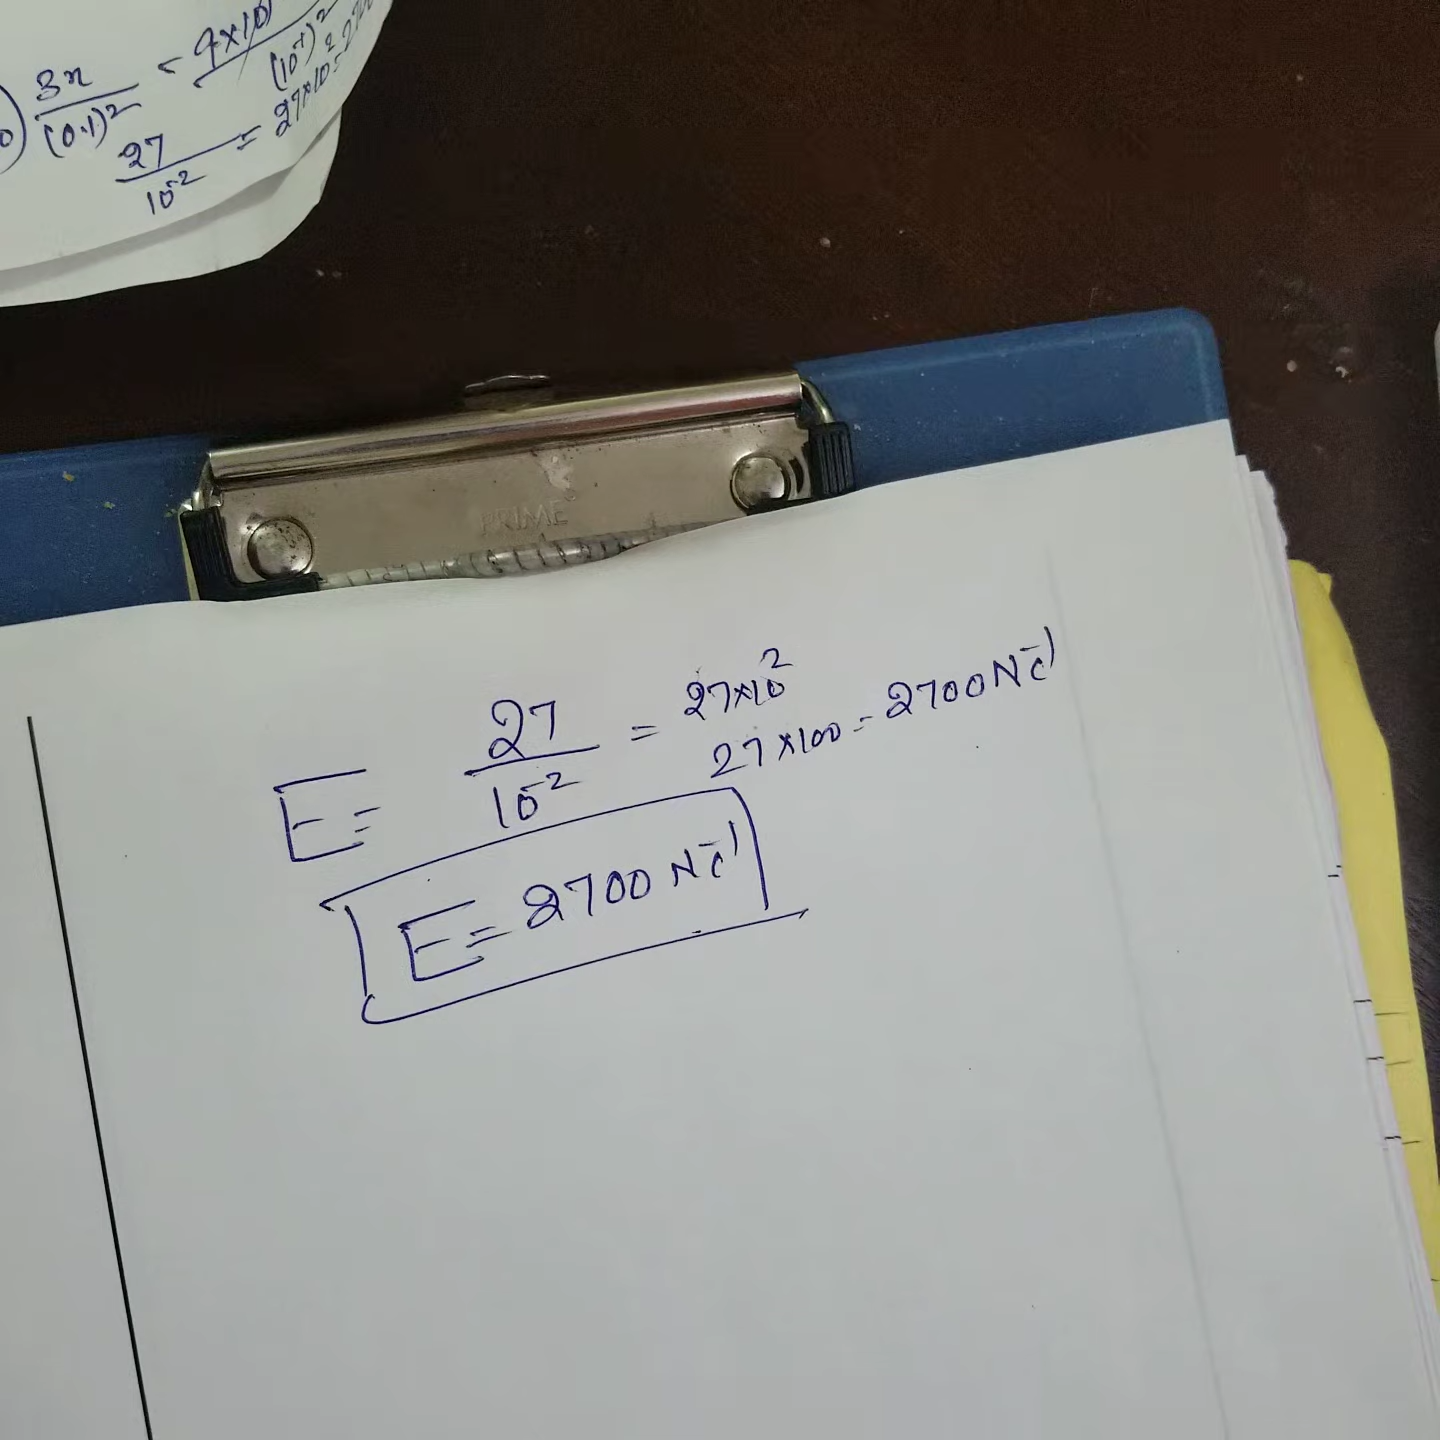 3x/(0.1)² 9×10
(10⁻¹)²
27/10⁻² = 27×10²
PRIME
E = 27/10⁻² = 27×10²
27×100 = 2700 NC⁻¹
E = 2700 NC⁻¹